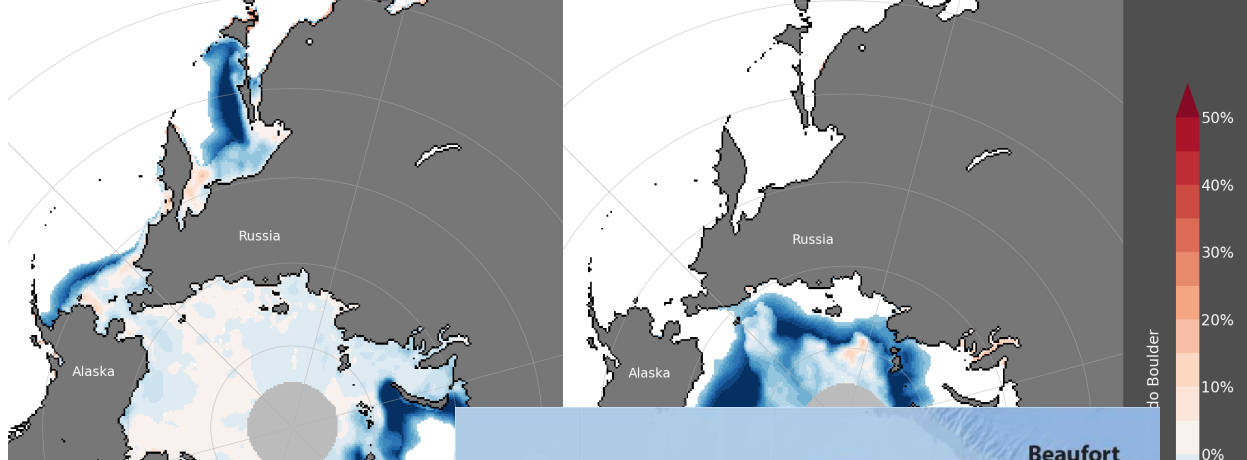 Russia
Alaska
Russia
Alaska
50%
40%
30%
20%
10%
0%
do Boulder
Beaufort